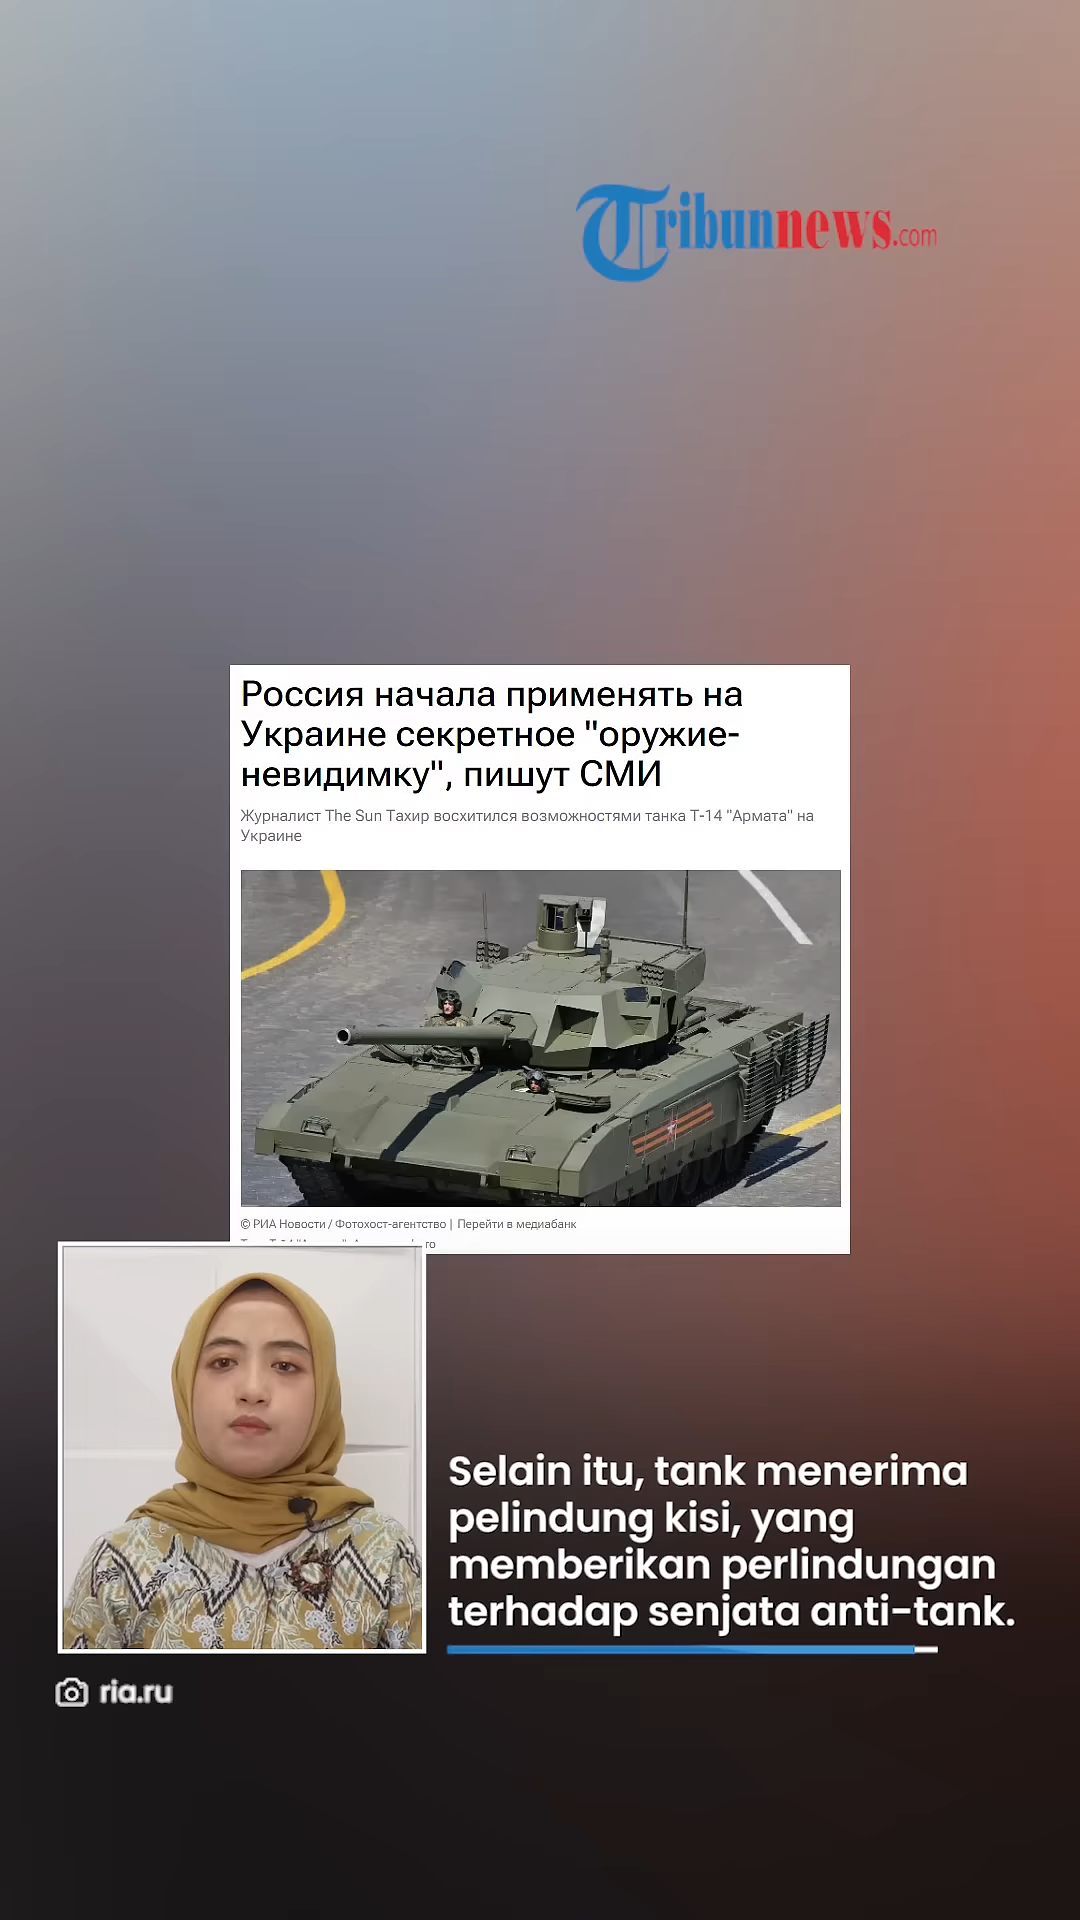 Tribunnews.com
Россия начала применять на
Украине секретное "оружие-
невидимку", пишут СМИ
Журналист The Sun Тахир восхитился возможностями танка Т-14 "Армата" на
Украине
© РИА Новости / Фотохост-агентство | Перейти в медиабанк
Selain itu, tank menerima
pelindung kisi, yang
memberikan perlindungan
terhadap senjata anti-tank.
ria.ru